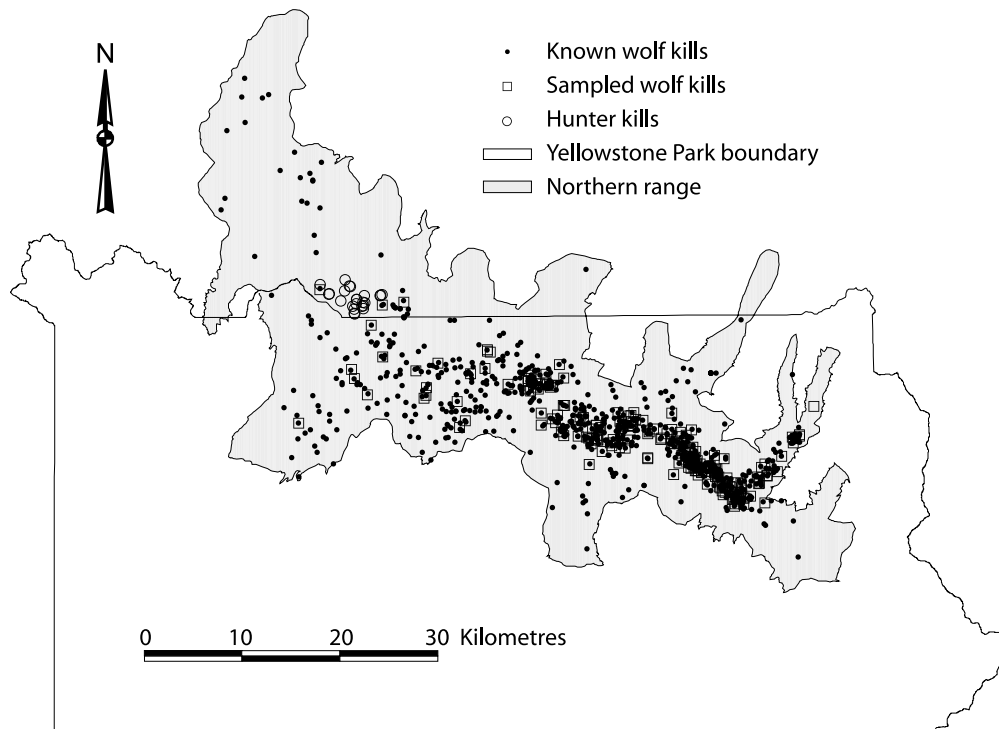 N
Known wolf kills
Sampled wolf kills
Hunter kills
Yellowstone Park boundary
Northern range
0 10 20 30 Kilometres